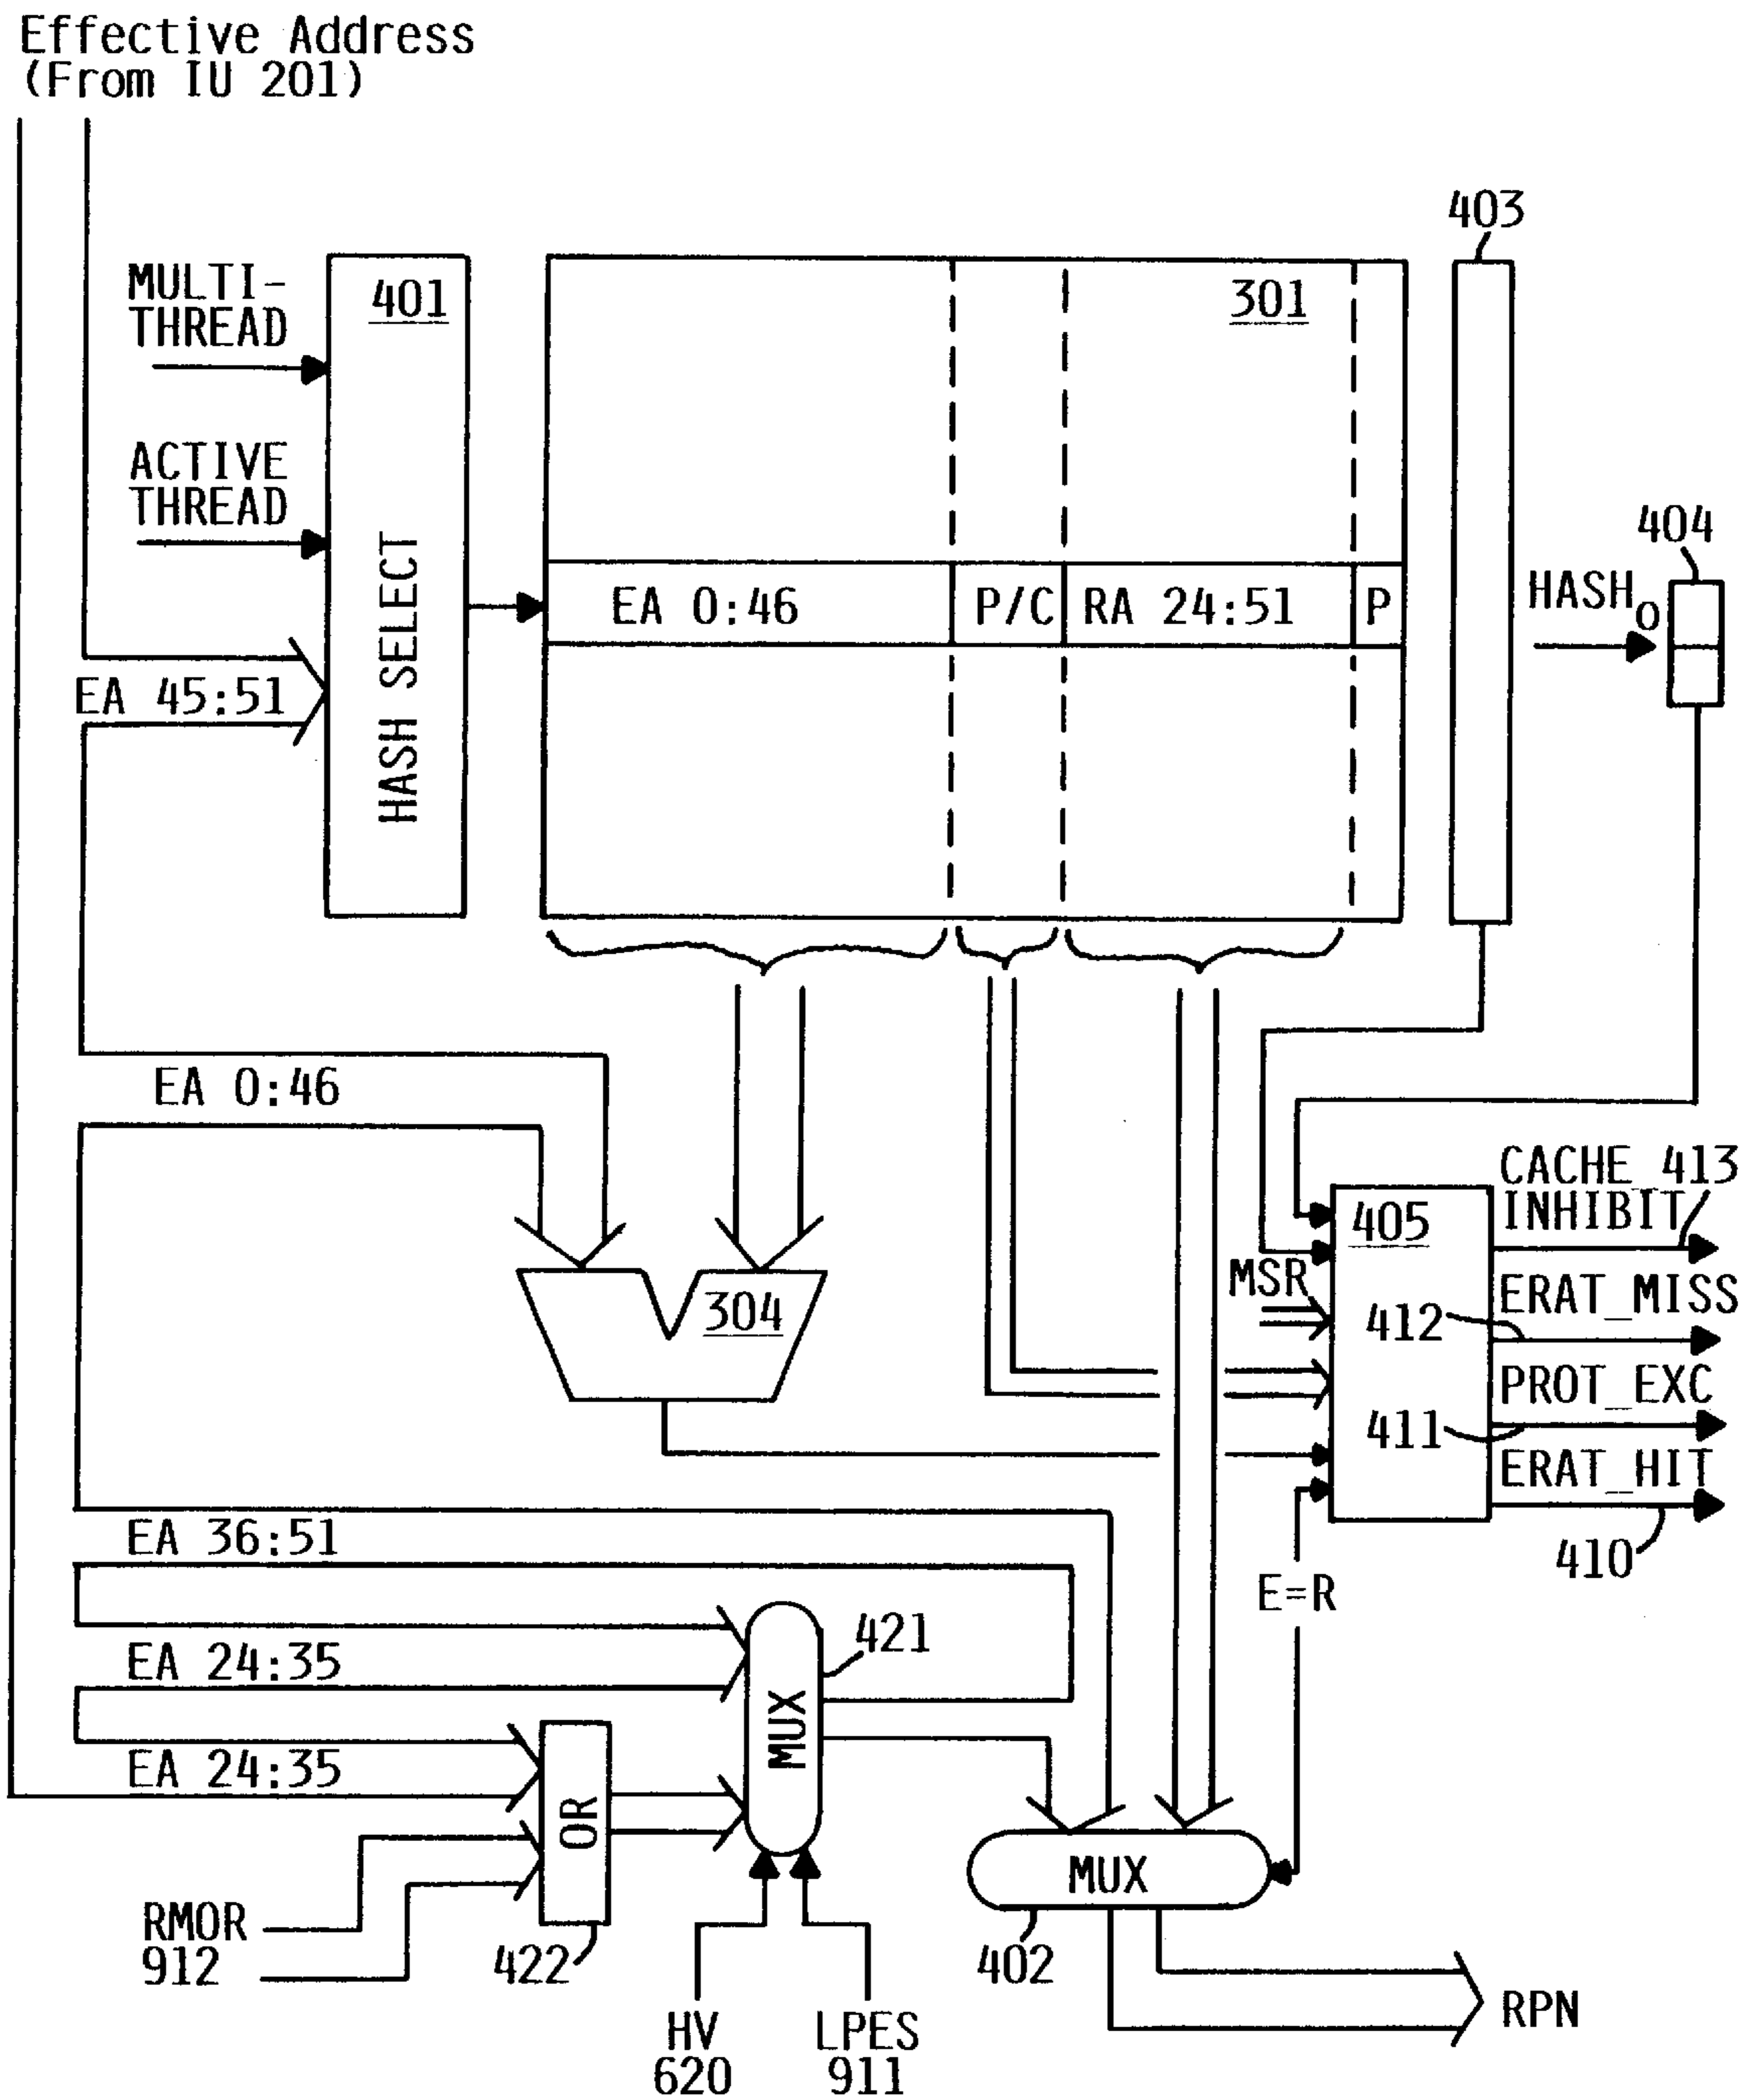 Effective Address
(From IU 201)
403
MULTI-
THREAD
401
301
ACTIVE
THREAD
404
HASH SELECT
EA 0:46
P/C
RA 24:51
P
HASH0
EA 45:51
EA 0:46
CACHE 413
INHIBIT
405
MSR
ERAT_MISS
304
412
PROT_EXC
411
ERAT_HIT
EA 36:51
410
E=R
421
EA 24:35
MUX
EA 24:35
OR
MUX
RMOR
912
422
402
HV
620
LPES
911
RPN